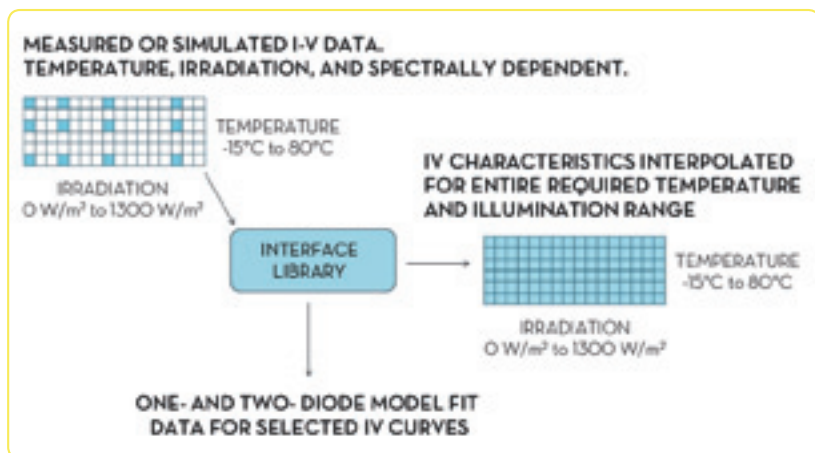 MEASURED OR SIMULATED I-V DATA.
TEMPERATURE, IRRADIATION, AND SPECTRALLY DEPENDENT.
TEMPERATURE
-15°C to 80°C
IRRADIATION
0 W/m² to 1300 W/m²
IV CHARACTERISTICS INTERPOLATED
FOR ENTIRE REQUIRED TEMPERATURE
AND ILLUMINATION RANGE
INTERFACE
LIBRARY
TEMPERATURE
-15°C to 80°C
IRRADIATION
0 W/m² to 1300 W/m²
ONE- AND TWO- DIODE MODEL FIT
DATA FOR SELECTED IV CURVES